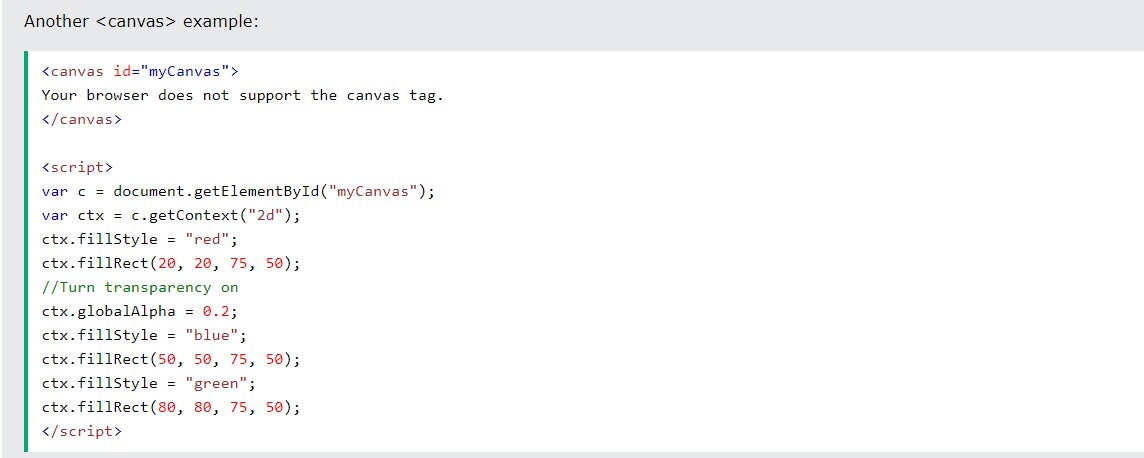 Another <canvas> example:
<canvas id="myCanvas">
Your browser does not support the canvas tag.
</canvas>
<script>
var c = document.getElementById("myCanvas");
var ctx = c.getContext("2d");
ctx.fillStyle = "red";
ctx.fillRect(20, 20, 75, 50);
//Turn transparency on
ctx.globalAlpha = 0.2;
ctx.fillStyle = "blue";
ctx.fillRect(50, 50, 75, 50);
ctx.fillStyle = "green";
ctx.fillRect(80, 80, 75, 50);
</script>